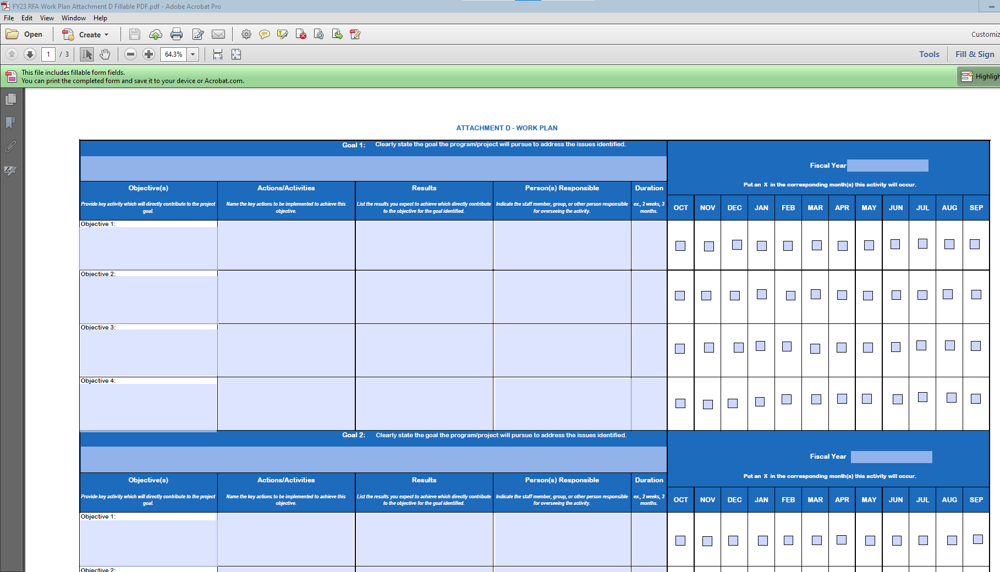 FY23 RFA Work Plan Attachment D Fillable PDF.pdf - Adobe Acrobat Pro
File Edit View Window Help
Open Create Customiz
1 / 3 64.3% Tools Fill & Sign
This file includes fillable form fields.
You can print the completed form and save it to your device or Acrobat.com.
Highligh
ATTACHMENT D - WORK PLAN
Goal 1: Clearly state the goal the program/project will pursue to address the issues identified.
Fiscal Year
Put an X in the corresponding month(s) this activity will occur.
Objective(s) Actions/Activities Results Person(s) Responsible Duration
Provide key activity which will directly contribute to the project goal.
Name the key actions to be implemented to achieve this objective.
List the results you expect to achieve which directly contribute to the objective for the goal identified.
Indicate the staff member, group, or other person responsible for overseeing the activity.
ex., 2 weeks, 3 months.
OCT NOV DEC JAN FEB MAR APR MAY JUN JUL AUG SEP
Objective 1:
Objective 2:
Objective 3:
Objective 4:
Goal 2: Clearly state the goal the program/project will pursue to address the issues identified.
Fiscal Year
Put an X in the corresponding month(s) this activity will occur.
Objective(s) Actions/Activities Results Person(s) Responsible Duration
Provide key activity which will directly contribute to the project goal.
Name the key actions to be implemented to achieve this objective.
List the results you expect to achieve which directly contribute to the objective for the goal identified.
Indicate the staff member, group, or other person responsible for overseeing the activity.
ex., 2 weeks, 3 months.
OCT NOV DEC JAN FEB MAR APR MAY JUN JUL AUG SEP
Objective 1:
Objective 2: